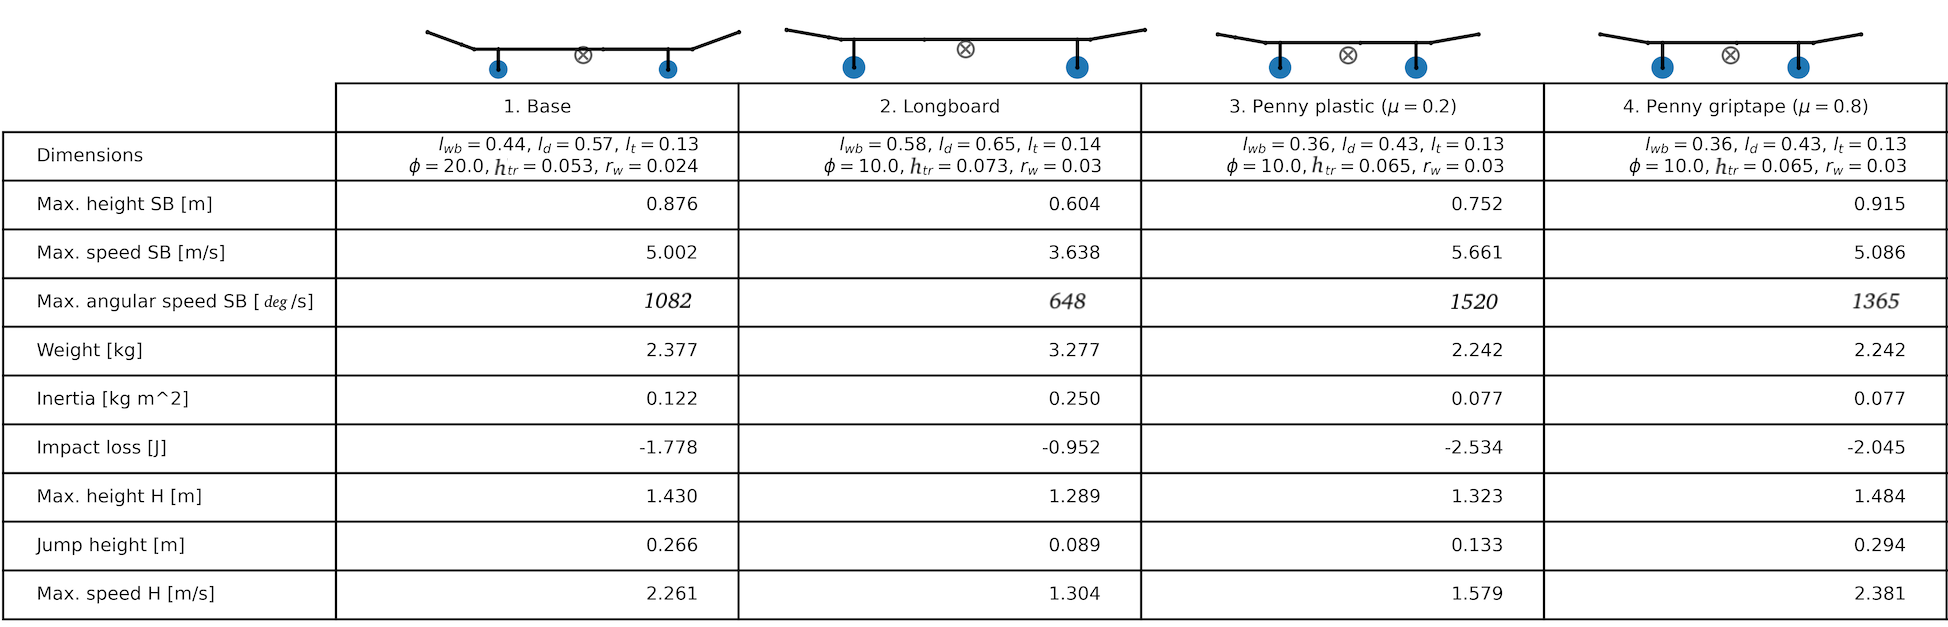 1. Base 2. Longboard 3. Penny plastic (μ = 0.2) 4. Penny griptape (μ = 0.8)
Dimensions
l_wb = 0.44, l_d = 0.57, l_t = 0.13 l_wb = 0.58, l_d = 0.65, l_t = 0.14 l_wb = 0.36, l_d = 0.43, l_t = 0.13 l_wb = 0.36, l_d = 0.43, l_t = 0.13
ϕ = 20.0, h_tr = 0.053, r_w = 0.024 ϕ = 10.0, h_tr = 0.073, r_w = 0.03 ϕ = 10.0, h_tr = 0.065, r_w = 0.03 ϕ = 10.0, h_tr = 0.065, r_w = 0.03
Max. height SB [m] 0.876 0.604 0.752 0.915
Max. speed SB [m/s] 5.002 3.638 5.661 5.086
Max. angular speed SB [deg/s] 1082 648 1520 1365
Weight [kg] 2.377 3.277 2.242 2.242
Inertia [kg m^2] 0.122 0.250 0.077 0.077
Impact loss [J] -1.778 -0.952 -2.534 -2.045
Max. height H [m] 1.430 1.289 1.323 1.484
Jump height [m] 0.266 0.089 0.133 0.294
Max. speed H [m/s] 2.261 1.304 1.579 2.381